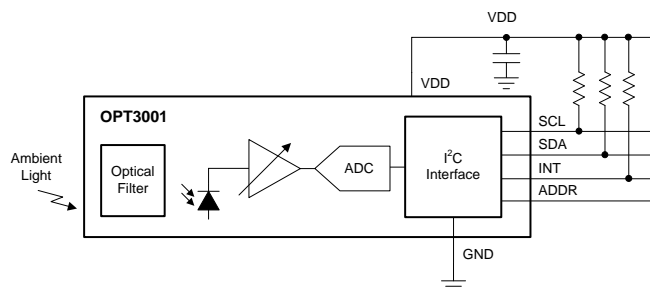 VDD
VDD
OPT3001
SCL
SDA
INT
ADDR
Ambient
Light
Optical
Filter
ADC
I²C
Interface
GND